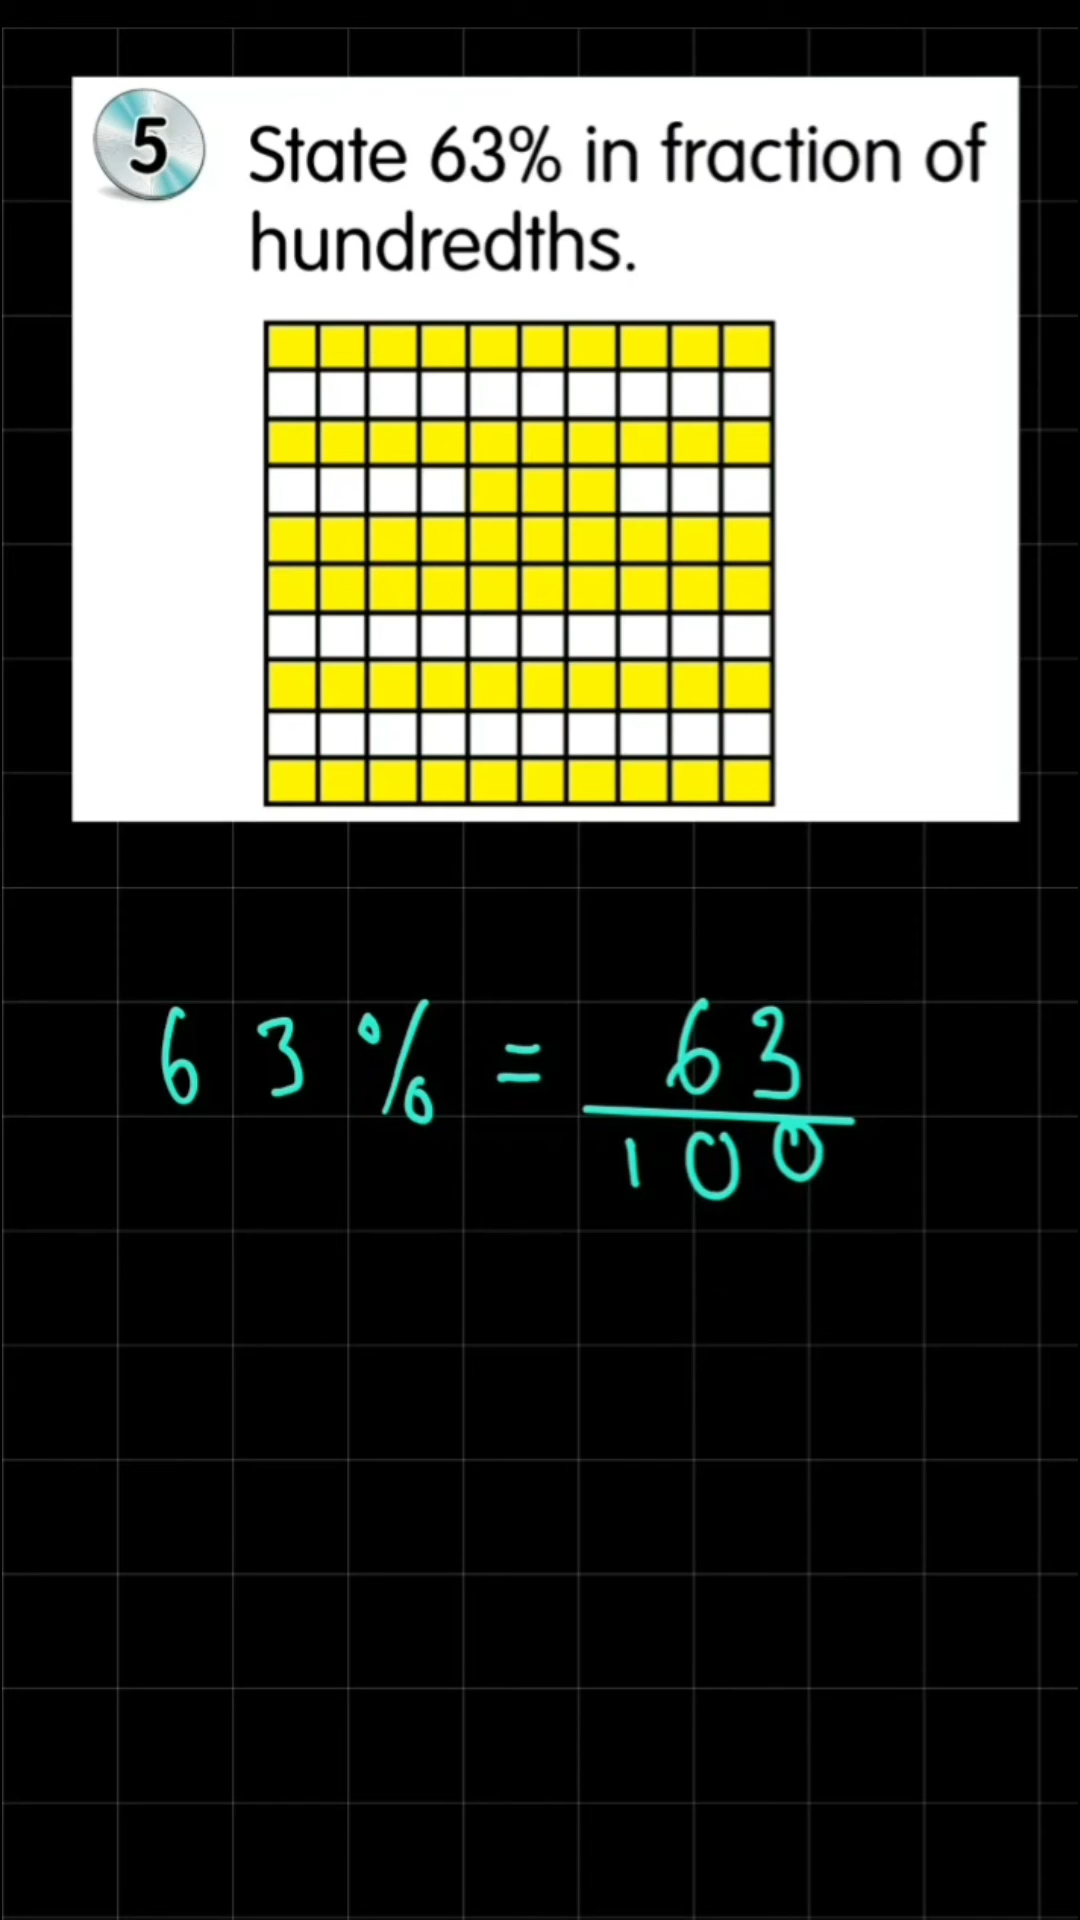 5 State 63% in fraction of
hundredths.
63% = 63
100